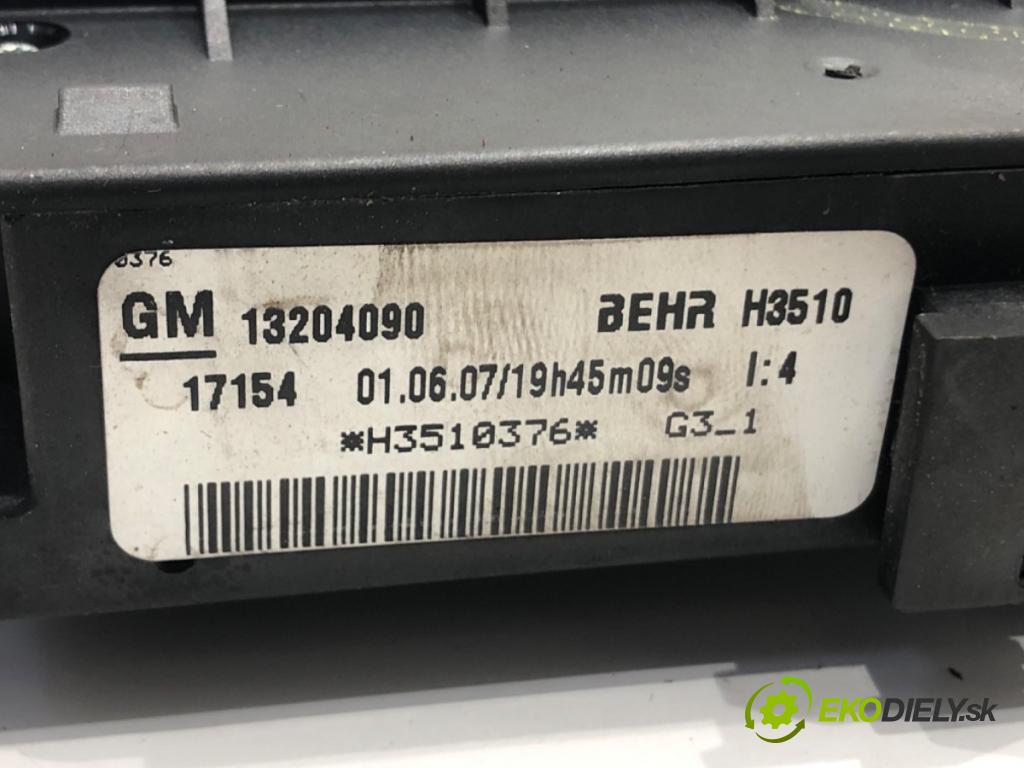 0376
GM 13204090 BEHR H3510
17154 01.06.07/19h45m09s I:4
*H3510376* G3_1
EKODIELY.sk